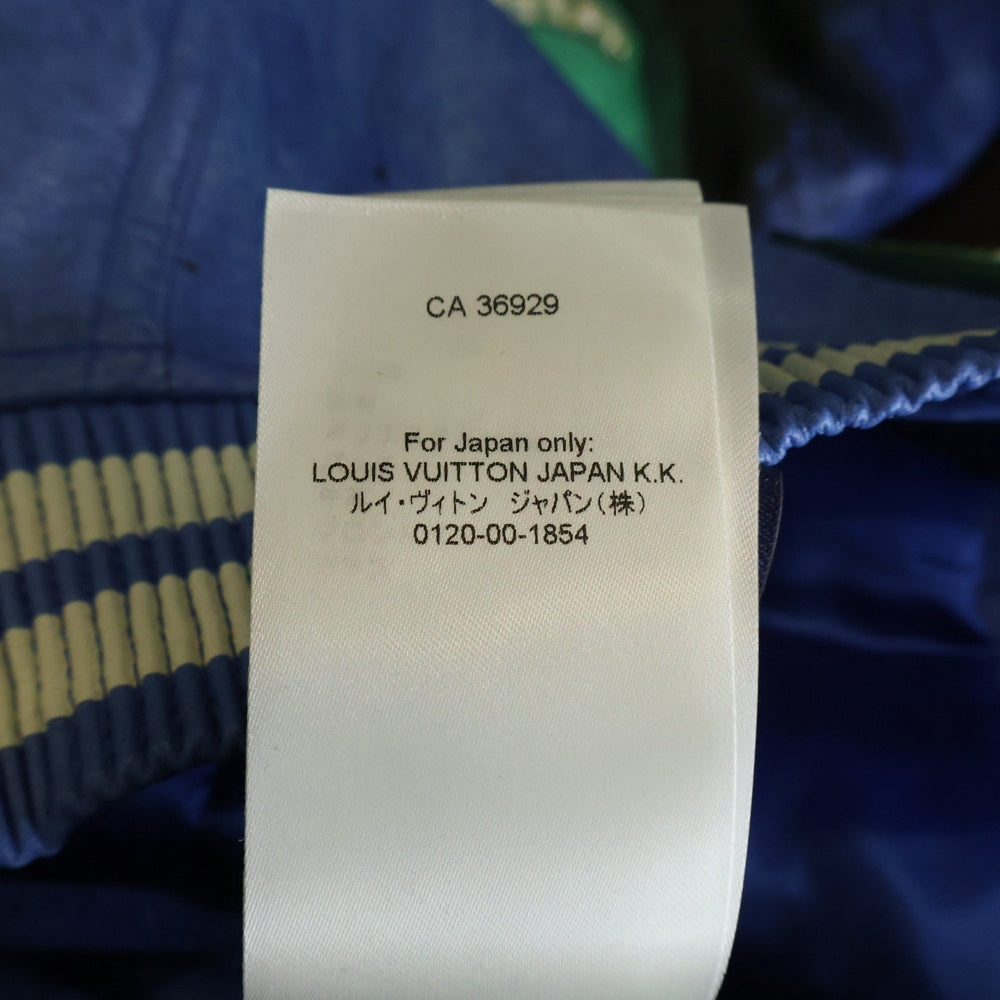 CA 36929
For Japan only:
LOUIS VUITTON JAPAN K.K.
ルイ・ヴィトン　ジャパン（株）
0120-00-1854